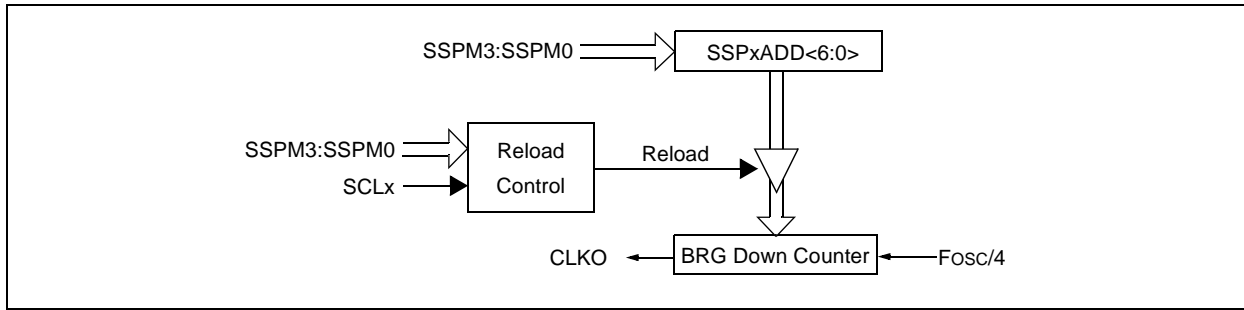 SSPM3:SSPM0
SSPxADD<6:0>
SSPM3:SSPM0
SCLx
Reload
Control
Reload
CLKO
BRG Down Counter
FOSC/4